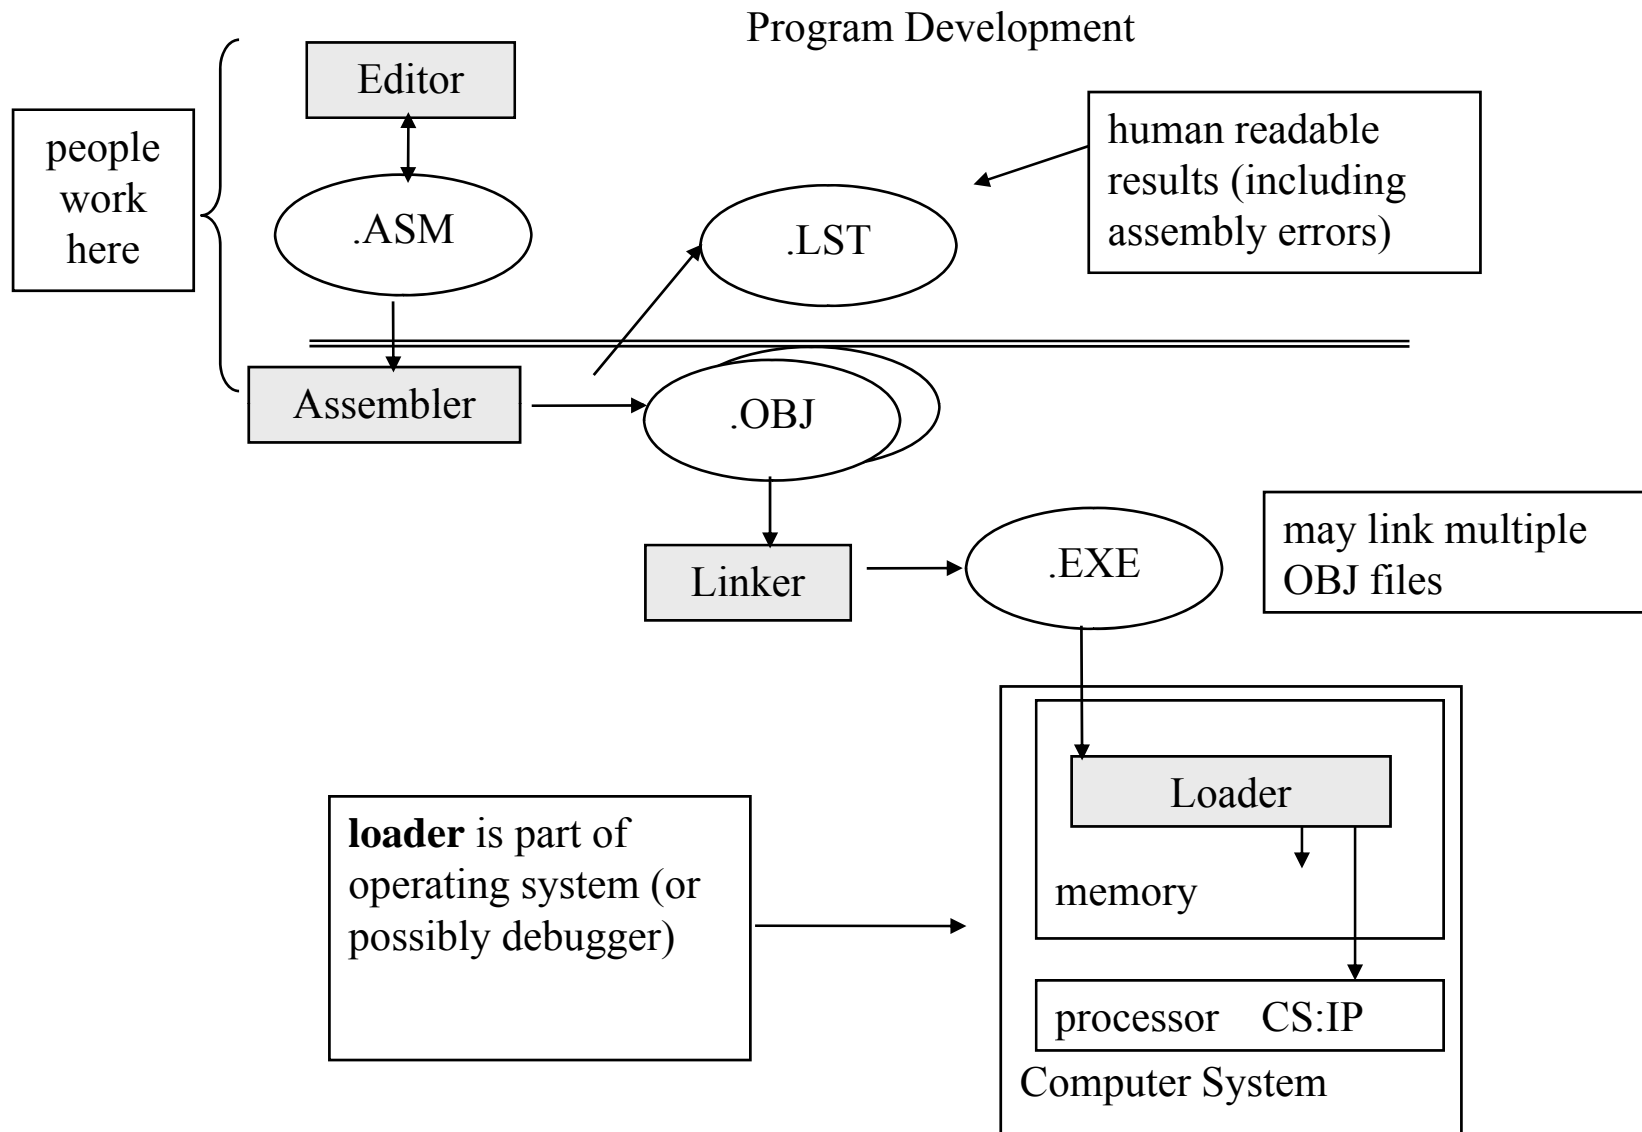 Program Development
Editor
people
work
here
human readable
results (including
assembly errors)
.ASM
.LST
Assembler
.OBJ
Linker
.EXE
may link multiple
OBJ files
Loader
memory
loader is part of
operating system (or
possibly debugger)
processor CS:IP
Computer System